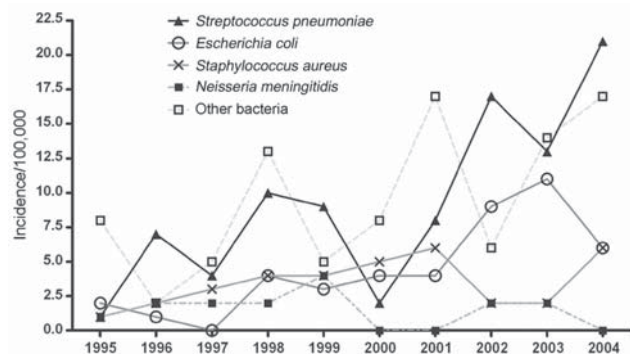 22.5
20.0
17.5
15.0
12.5
10.0
7.5
5.0
2.5
0.0
Incidence/100,000
Streptococcus pneumoniae
Escherichia coli
Staphylococcus aureus
Neisseria meningitidis
Other bacteria
1995 1996 1997 1998 1999 2000 2001 2002 2003 2004